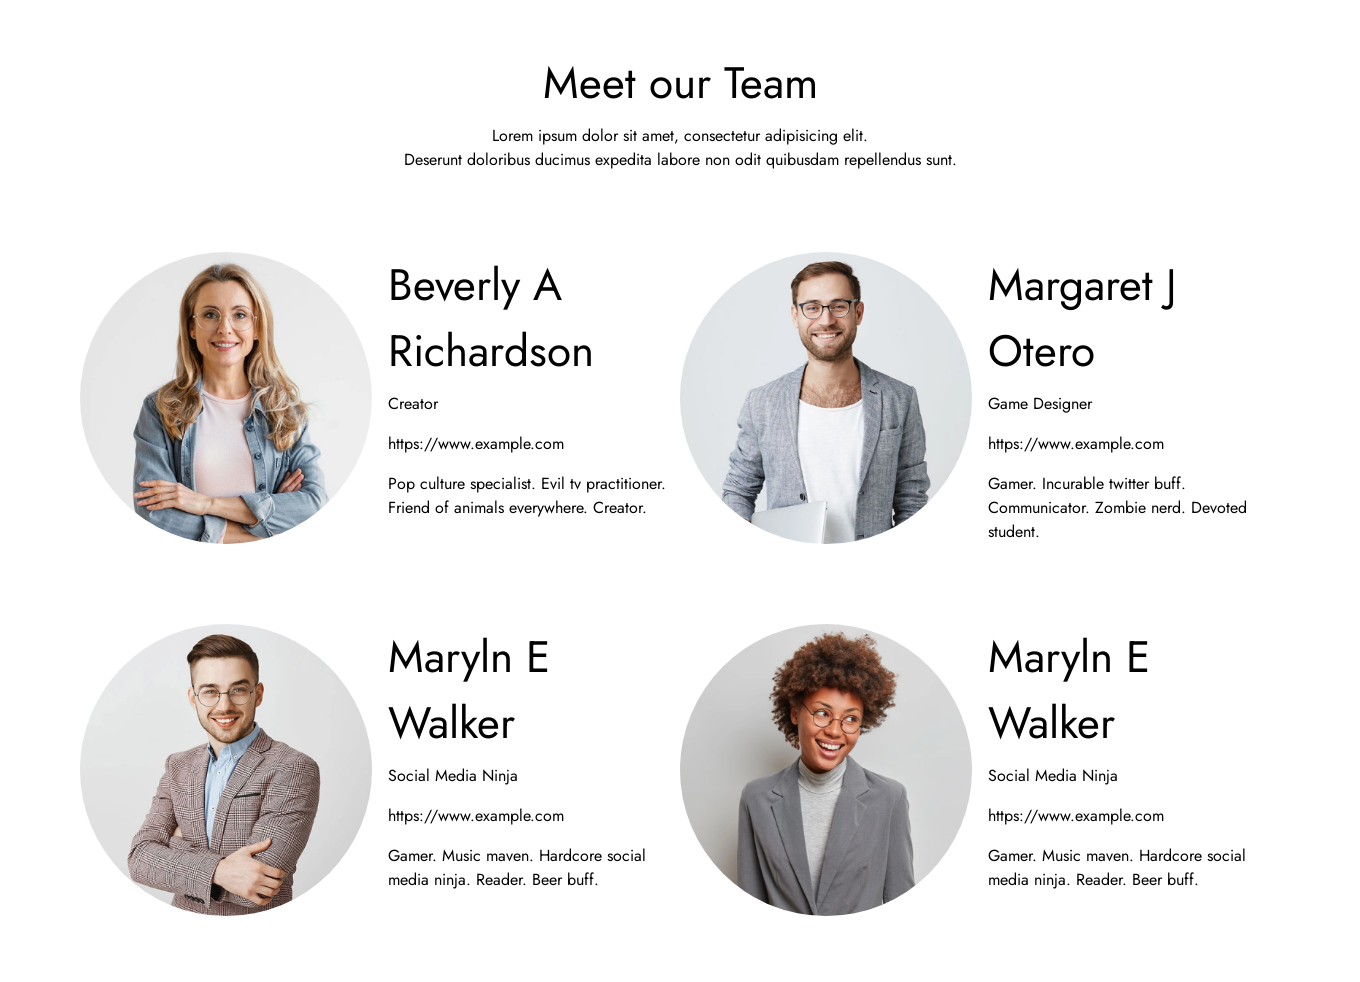 Meet our Team
Lorem ipsum dolor sit amet, consectetur adipisicing elit.
Deserunt doloribus ducimus expedita labore non odit quibusdam repellendus sunt.
Beverly A
Richardson
Creator
https://www.example.com
Pop culture specialist. Evil tv practitioner.
Friend of animals everywhere. Creator.
Margaret J
Otero
Game Designer
https://www.example.com
Gamer. Incurable twitter buff.
Communicator. Zombie nerd. Devoted
student.
Maryln E
Walker
Social Media Ninja
https://www.example.com
Gamer. Music maven. Hardcore social
media ninja. Reader. Beer buff.
Maryln E
Walker
Social Media Ninja
https://www.example.com
Gamer. Music maven. Hardcore social
media ninja. Reader. Beer buff.